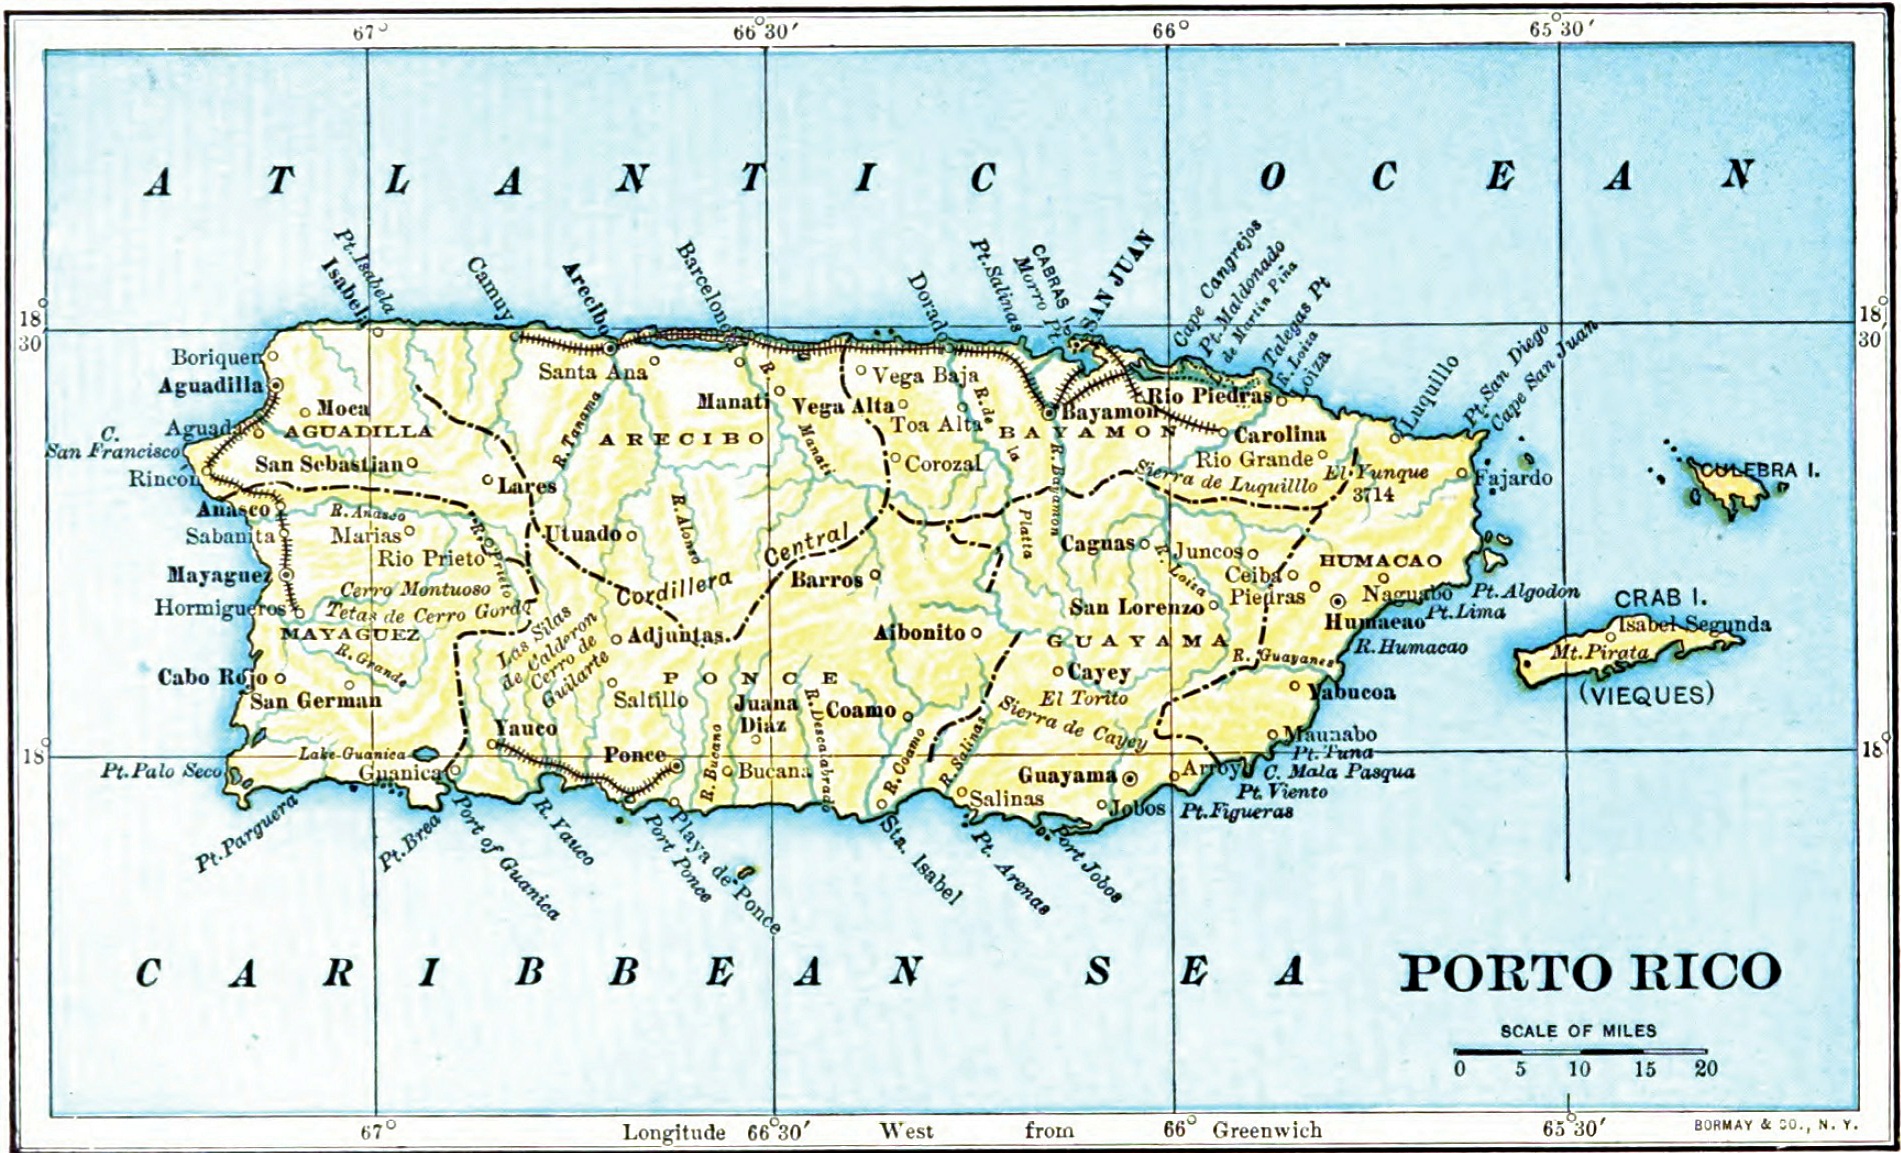 67°
66°30′
66°
65°30′
ATLANTIC OCEAN
Pt.Isabela
Isabela
Camuy
Arecibo
Barcelone
Dorado
Pt.Salinas
CABRAS I.
Morro Pt.
SAN JUAN
Cape Cangrejos
Pt.Maldonado
de Martin Piña
Talegas Pt
R. Loiza
Loiza
Luquillo
Pt.San Diego
Cape San Juan
18°
30′
18°
30′
Boriquen
Aguadilla
Santa Ana
Vega Baja
Moca
Manati
Vega Alta
Bayamon
Rio Piedras
Aguada
AGUADILLA
R. Tanama
ARECIBO
R. Manati
Toa Alta
R. de la Platta
BAYAMON
R. Bayamon
Carolina
C.
San Francisco
San Sebastian
Corozal
Rio Grande
El Yunque
3714
Sierra de Luquilllo
Fajardo
CULEBRA I.
Rincón
Lares
Anasco
R. Añasco
R. Alonso
Sabanita
Marias
Utuado
R. Prieto
Rio Prieto
Cordillera Central
Caguas
R. Loiza
Juncos
HUMACAO
Mayaguez
Cerro Montuoso
Barros
Ceiba
Piedras
Naguabo
Pt.Algodon
CRAB I.
Hormigueros
Tetas de Cerro Gordo
San Lorenzo
Humacao
Pt.Lima
Isabel Segunda
MAYAGUEZ
Las Silas
de Calderon
Cerro de
Guilarte
Adjuntas.
Aibonito
GUAYAMA
R. Humacao
Mt.Pirata
R. Grande
R. Guayanes
Cabo Rojo
PONCE
Cayey
(VIEQUES)
San German
Saltillo
Juana
Diaz
R. Descalabrado
Coamo
El Torito
Sierra de Cayey
Yabucoa
Yauco
Maunabo
18°
Lake-Guanica
Ponce
R. Bucano
R. Coamo
R. Salinas
Pt. Tuna
18°
Pt.Palo Seco
Guanica
Bucana
Guayama
Arroyo
C. Mala Pasqua
Pt. Viento
Salinas
Jobos
Pt.Figueras
Pt.Parguera
Pt.Brea
Port of Guanica
R. Yauco
Port Ponce
Playa de Ponce
Sta. Isabel
Pt. Arenas
Port Jobos
CARIBBEAN SEA
PORTO RICO
SCALE OF MILES
0 5 10 15 20
67°
Longitude 66°30′ West from 66° Greenwich
65°30′
BORMAY & CO., N. Y.